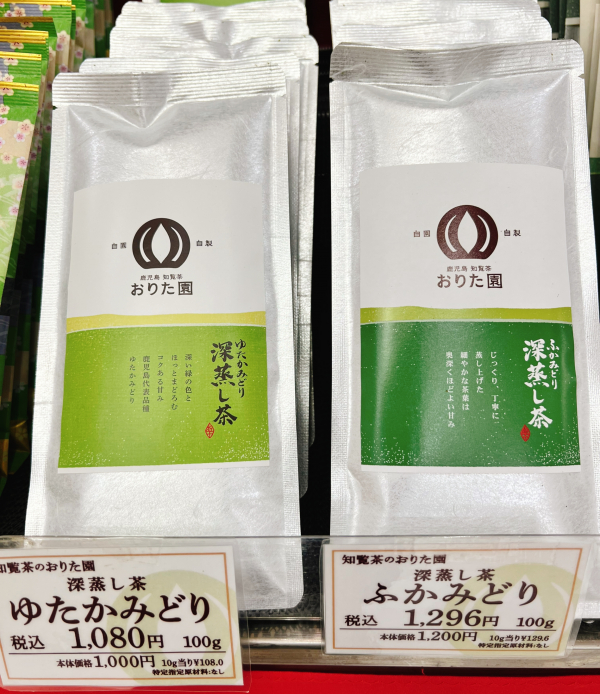 自園
自製
鹿児島 知覧茶
おりた園
ゆたかみどり
深蒸し茶
深い緑の色と
ほっとまどろむ
コクある甘み
鹿児島代表品種
ゆたかみどり
自園
自製
鹿児島 知覧茶
おりた園
ふかみどり
深蒸し茶
じっくり、丁寧に
蒸し上げた
細やかな茶葉は
奥深くほどよい甘み
知覧茶のおりた園
深蒸し茶
ゆたかみどり
税込 1,080円 100g
本体価格 1,000円 10g当り¥108.0
特定指定原材料:なし
知覧茶のおりた園
深蒸し茶
ふかみどり
税込 1,296円 100g
本体価格 1,200円 10g当り¥129.6
特定指定原材料:なし